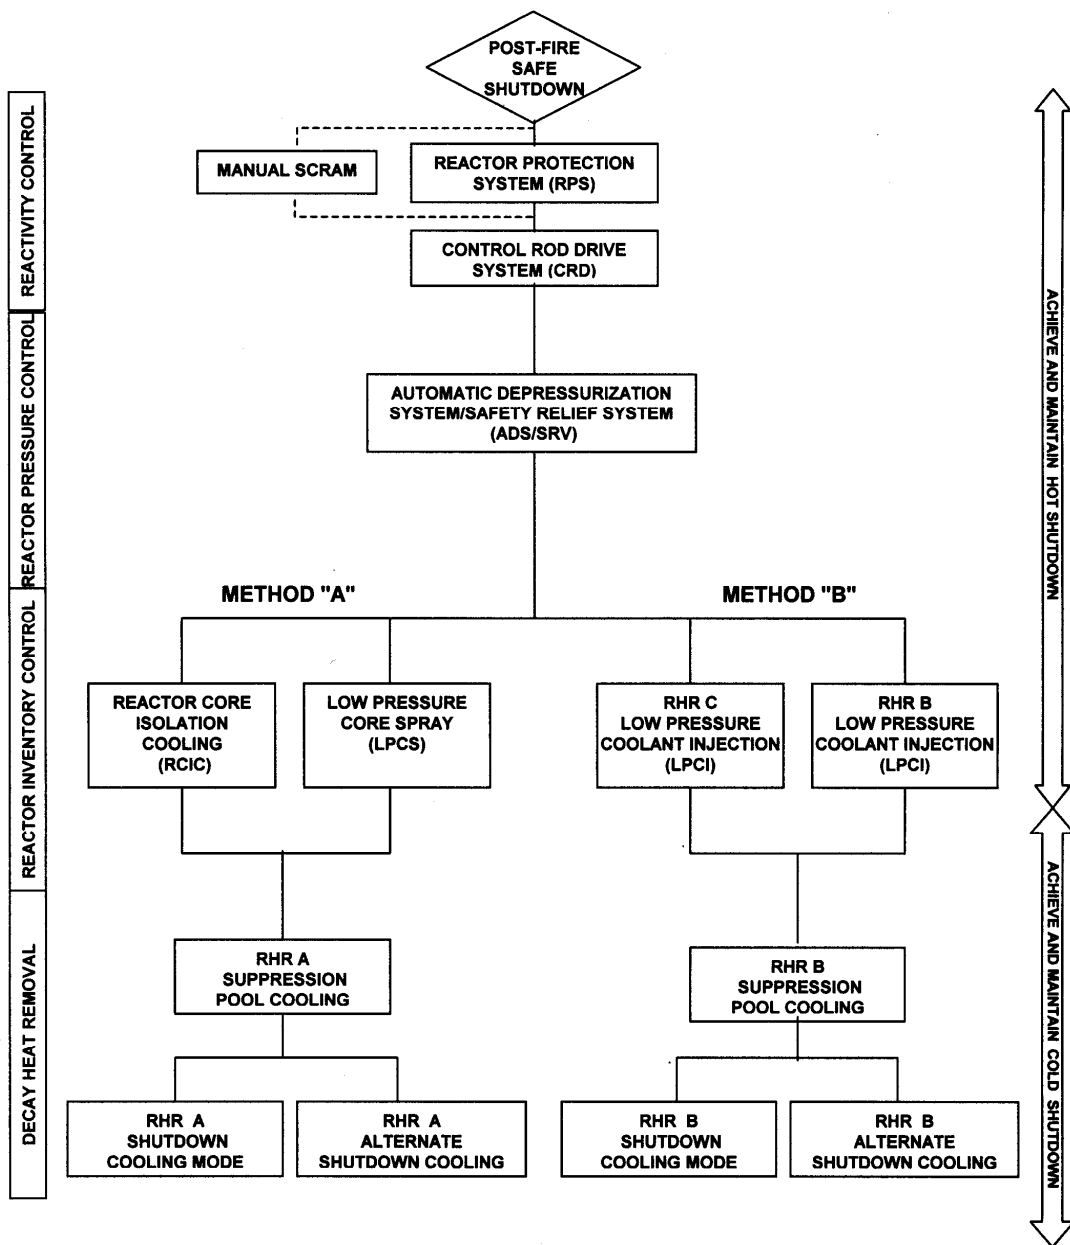 POST-FIRE
SAFE
SHUTDOWN
REACTIVITY CONTROL
MANUAL SCRAM
REACTOR PROTECTION
SYSTEM (RPS)
CONTROL ROD DRIVE
SYSTEM (CRD)
ACHIEVE AND MAINTAIN HOT SHUTDOWN
REACTOR PRESSURE CONTROL
AUTOMATIC DEPRESSURIZATION
SYSTEM/SAFETY RELIEF SYSTEM
(ADS/SRV)
METHOD "A"
METHOD "B"
REACTOR INVENTORY CONTROL
REACTOR CORE
ISOLATION
COOLING
(RCIC)
LOW PRESSURE
CORE SPRAY
(LPCS)
RHR C
LOW PRESSURE
COOLANT INJECTION
(LPCI)
RHR B
LOW PRESSURE
COOLANT INJECTION
(LPCI)
ACHIEVE AND MAINTAIN COLD SHUTDOWN
DECAY HEAT REMOVAL
RHR A
SUPPRESSION
POOL COOLING
RHR B
SUPPRESSION
POOL COOLING
RHR A
SHUTDOWN
COOLING MODE
RHR A
ALTERNATE
SHUTDOWN COOLING
RHR B
SHUTDOWN
COOLING MODE
RHR B
ALTERNATE
SHUTDOWN COOLING